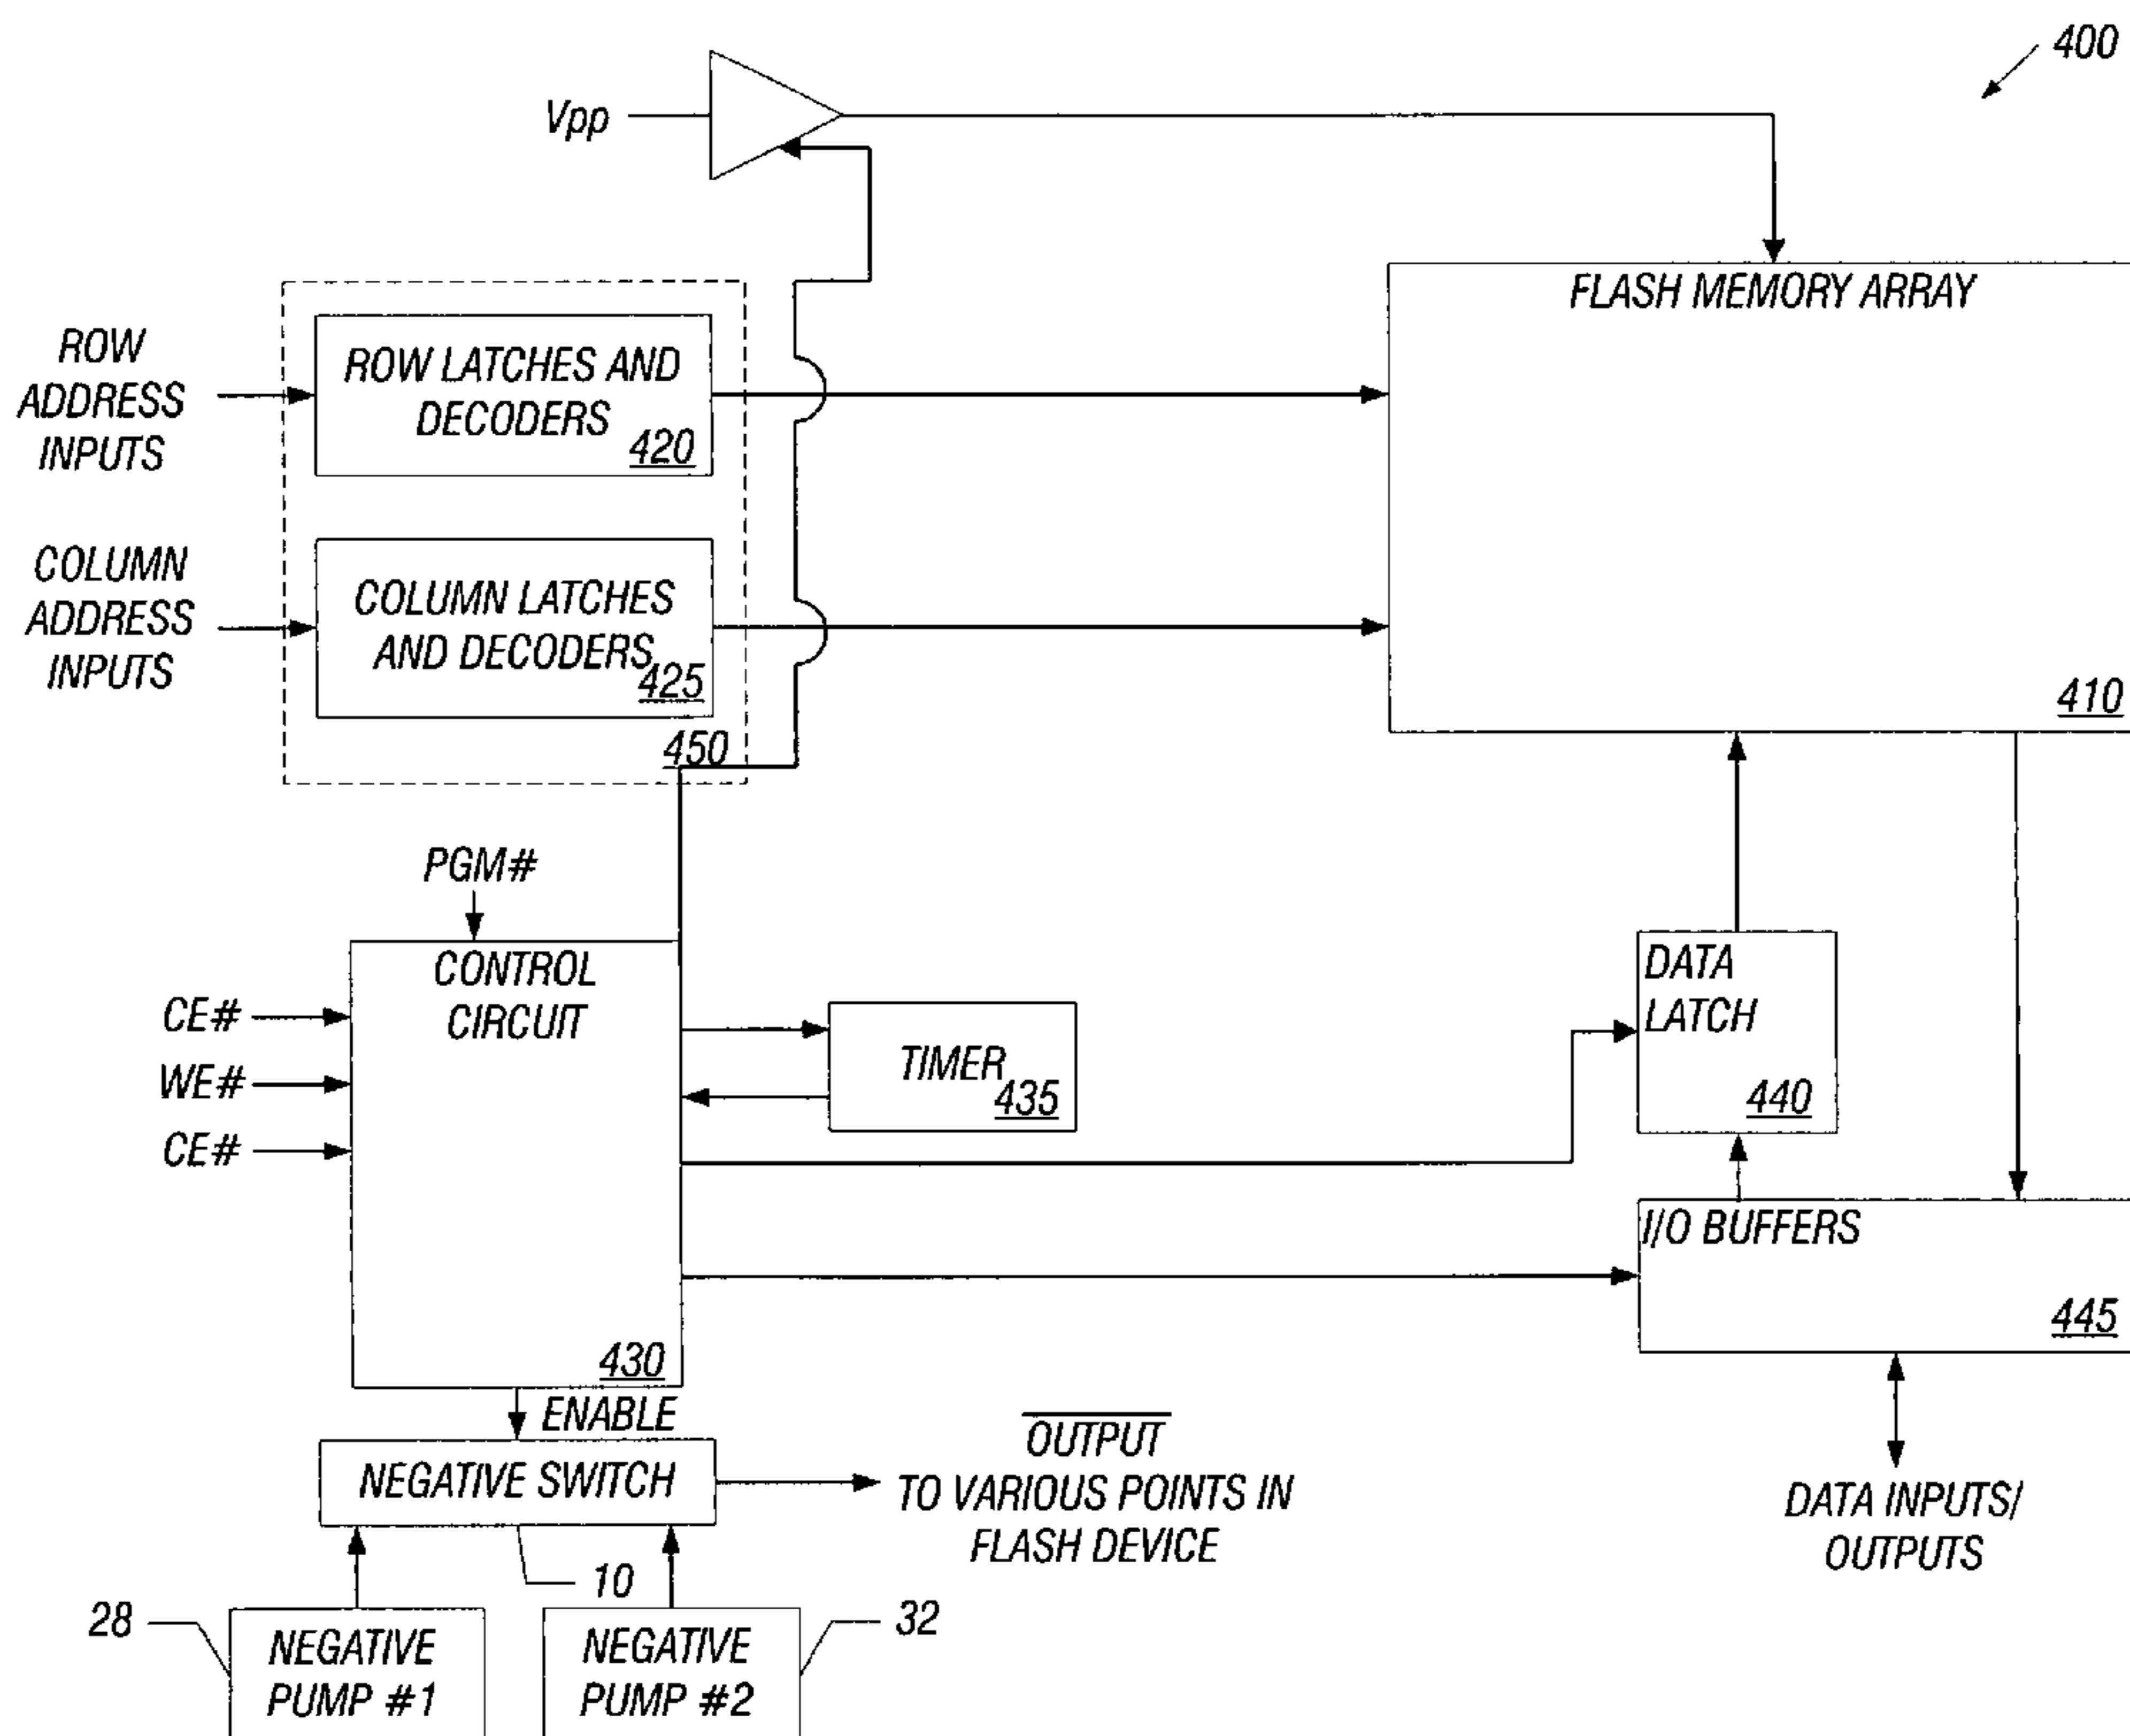 400
Vpp
FLASH MEMORY ARRAY
410
ROW
ADDRESS
INPUTS
ROW LATCHES AND
DECODERS
420
COLUMN
ADDRESS
INPUTS
COLUMN LATCHES
AND DECODERS
425
450
PGM#
CONTROL
CIRCUIT
CE#
WE#
CE#
430
TIMER
435
DATA
LATCH
440
I/O BUFFERS
445
ENABLE
NEGATIVE SWITCH
10
OUTPUT
TO VARIOUS POINTS IN
FLASH DEVICE
DATA INPUTS/
OUTPUTS
28
NEGATIVE
PUMP #1
NEGATIVE
PUMP #2
32